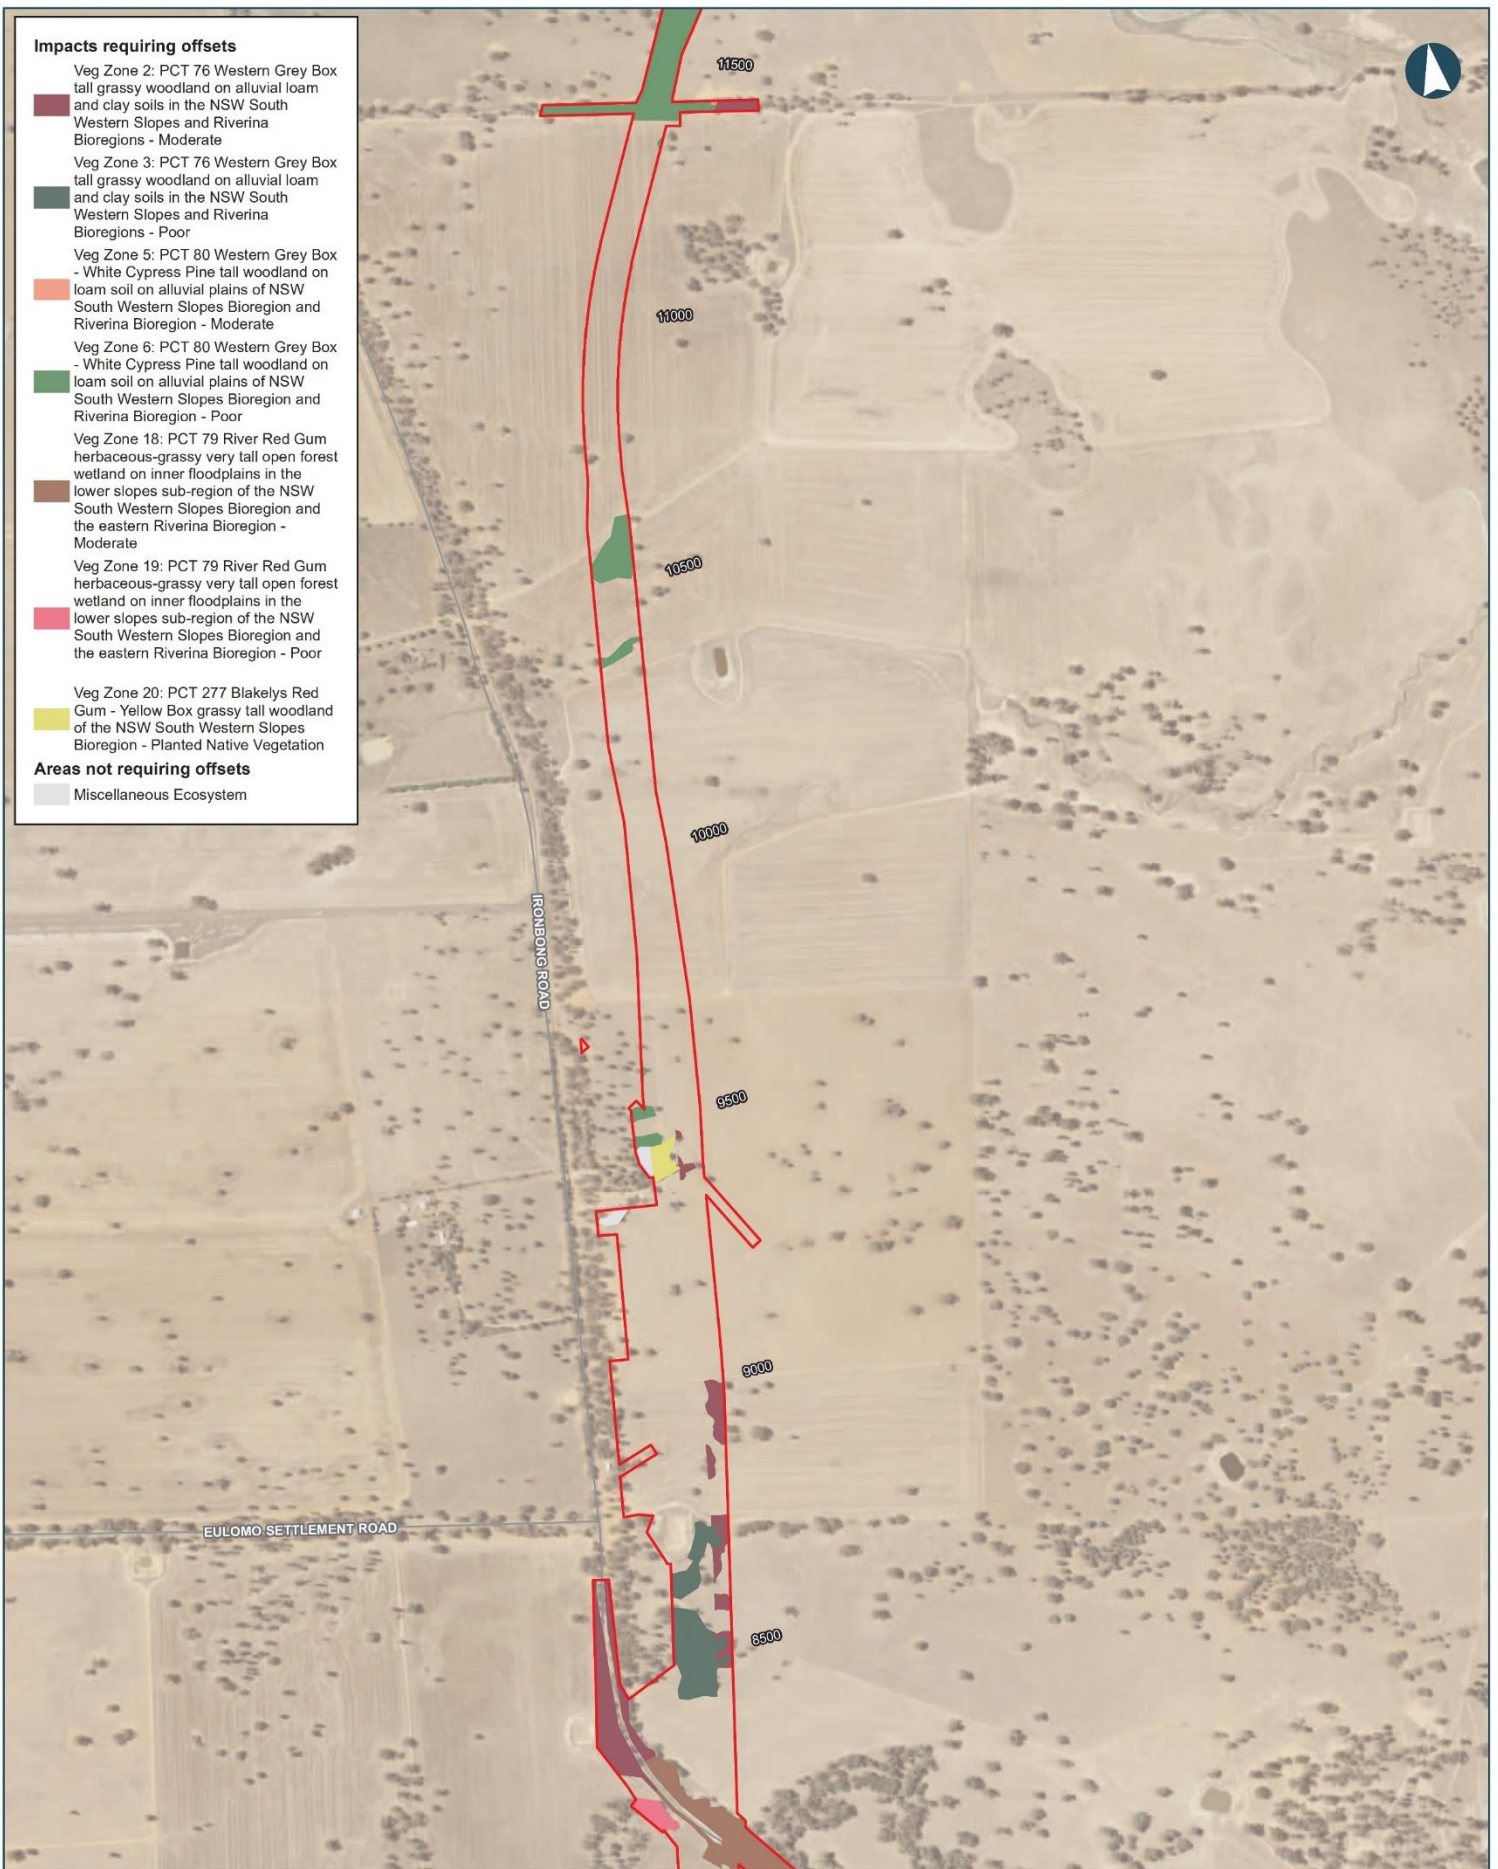 Impacts requiring offsets
Veg Zone 2: PCT 76 Western Grey Box
tall grassy woodland on alluvial loam
and clay soils in the NSW South
Western Slopes and Riverina
Bioregions - Moderate
Veg Zone 3: PCT 76 Western Grey Box
tall grassy woodland on alluvial loam
and clay soils in the NSW South
Western Slopes and Riverina
Bioregions - Poor
Veg Zone 5: PCT 80 Western Grey Box
- White Cypress Pine tall woodland on
loam soil on alluvial plains of NSW
South Western Slopes Bioregion and
Riverina Bioregion - Moderate
Veg Zone 6: PCT 80 Western Grey Box
- White Cypress Pine tall woodland on
loam soil on alluvial plains of NSW
South Western Slopes Bioregion and
Riverina Bioregion - Poor
Veg Zone 18: PCT 79 River Red Gum
herbaceous-grassy very tall open forest
wetland on inner floodplains in the
lower slopes sub-region of the NSW
South Western Slopes Bioregion and
the eastern Riverina Bioregion -
Moderate
Veg Zone 19: PCT 79 River Red Gum
herbaceous-grassy very tall open forest
wetland on inner floodplains in the
lower slopes sub-region of the NSW
South Western Slopes Bioregion and
the eastern Riverina Bioregion - Poor
Veg Zone 20: PCT 277 Blakelys Red
Gum - Yellow Box grassy tall woodland
of the NSW South Western Slopes
Bioregion - Planted Native Vegetation
Areas not requiring offsets
Miscellaneous Ecosystem
11500
11000
10500
10000
IRONBONG ROAD
9500
9000
EULOMO SETTLEMENT ROAD
8500